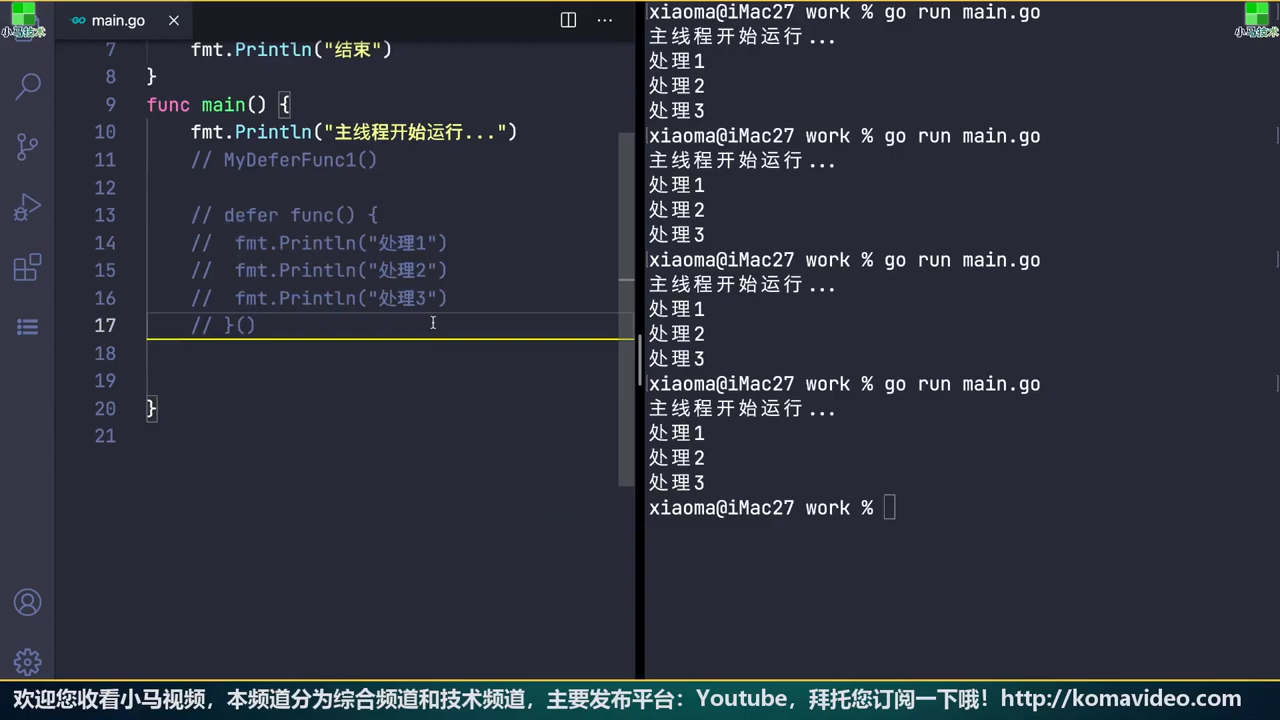 小马技术
main.go
7 fmt.Println("结束")
8 }
9 func main() {
10 fmt.Println("主线程开始运行...")
11 // MyDeferFunc1()
12
13 // defer func() {
14 //  fmt.Println("处理1")
15 //  fmt.Println("处理2")
16 //  fmt.Println("处理3")
17 // }()
18
19
20 }
21
xiaoma@iMac27 work % go run main.go
主线程开始运行...
处理1
处理2
处理3
xiaoma@iMac27 work % go run main.go
主线程开始运行...
处理1
处理2
处理3
xiaoma@iMac27 work % go run main.go
主线程开始运行...
处理1
处理2
处理3
xiaoma@iMac27 work % go run main.go
主线程开始运行...
处理1
处理2
处理3
xiaoma@iMac27 work %
小马技术
欢迎您收看小马视频，本频道分为综合频道和技术频道，主要发布平台：Youtube，拜托您订阅一下哦！http://komavideo.com